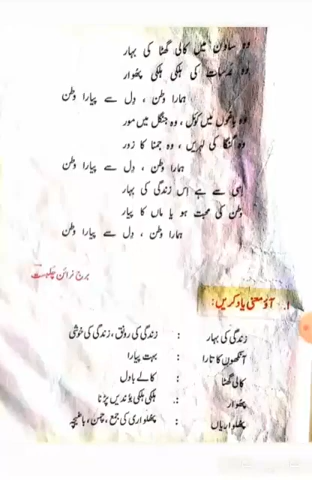 وہ ساون میں کالی گھٹا کی بہار
وہ برسات کی ہلکی ہلکی پھوار
ہمارا وطن ، دل سے پیارا وطن
وہ باغوں میں کوئل ، وہ جنگل میں مور
وہ گنگا کی لہریں ، وہ جمنا کا زور
ہمارا وطن ، دل سے پیارا وطن
اِسی سے ہے اس زندگی کی بہار
وطن کی محبت ہو یا ماں کا پیار
ہمارا وطن ، دل سے پیارا وطن
برج نرائن چکبست
۱. آؤ معنی یاد کریں:
زندگی کی بہار : زندگی کی رونق ، زندگی کی خوشی
آنکھوں کا تارا : بہت پیارا
کالی گھٹا : کالے بادل
پھوار : ہلکی ہلکی بوندیں پڑنا
پھلواریاں : پھلواری کی جمع ، چمن ، باغیچہ